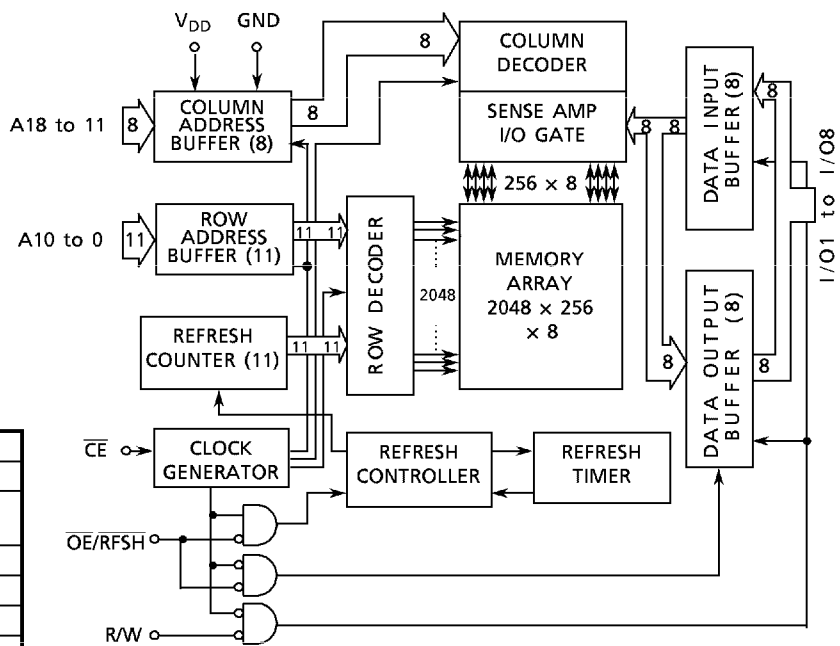 VDD GND
A18 to 11
8
COLUMN
ADDRESS
BUFFER (8)
8
8
COLUMN
DECODER
SENSE AMP
I/O GATE
8 8
DATA INPUT
BUFFER (8)
8
I/O1 to I/O8
256 × 8
A10 to 0
11
ROW
ADDRESS
BUFFER (11)
11 11
ROW DECODER
2048
MEMORY
ARRAY
2048 × 256
× 8
REFRESH
COUNTER (11)
11 11
8
DATA OUTPUT
BUFFER (8)
8
CE
CLOCK
GENERATOR
REFRESH
CONTROLLER
REFRESH
TIMER
OE/RFSH
R/W